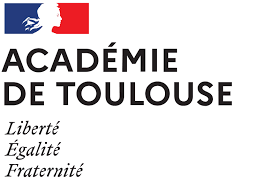 ACADÉMIE
DE TOULOUSE
Liberté
Égalité
Fraternité